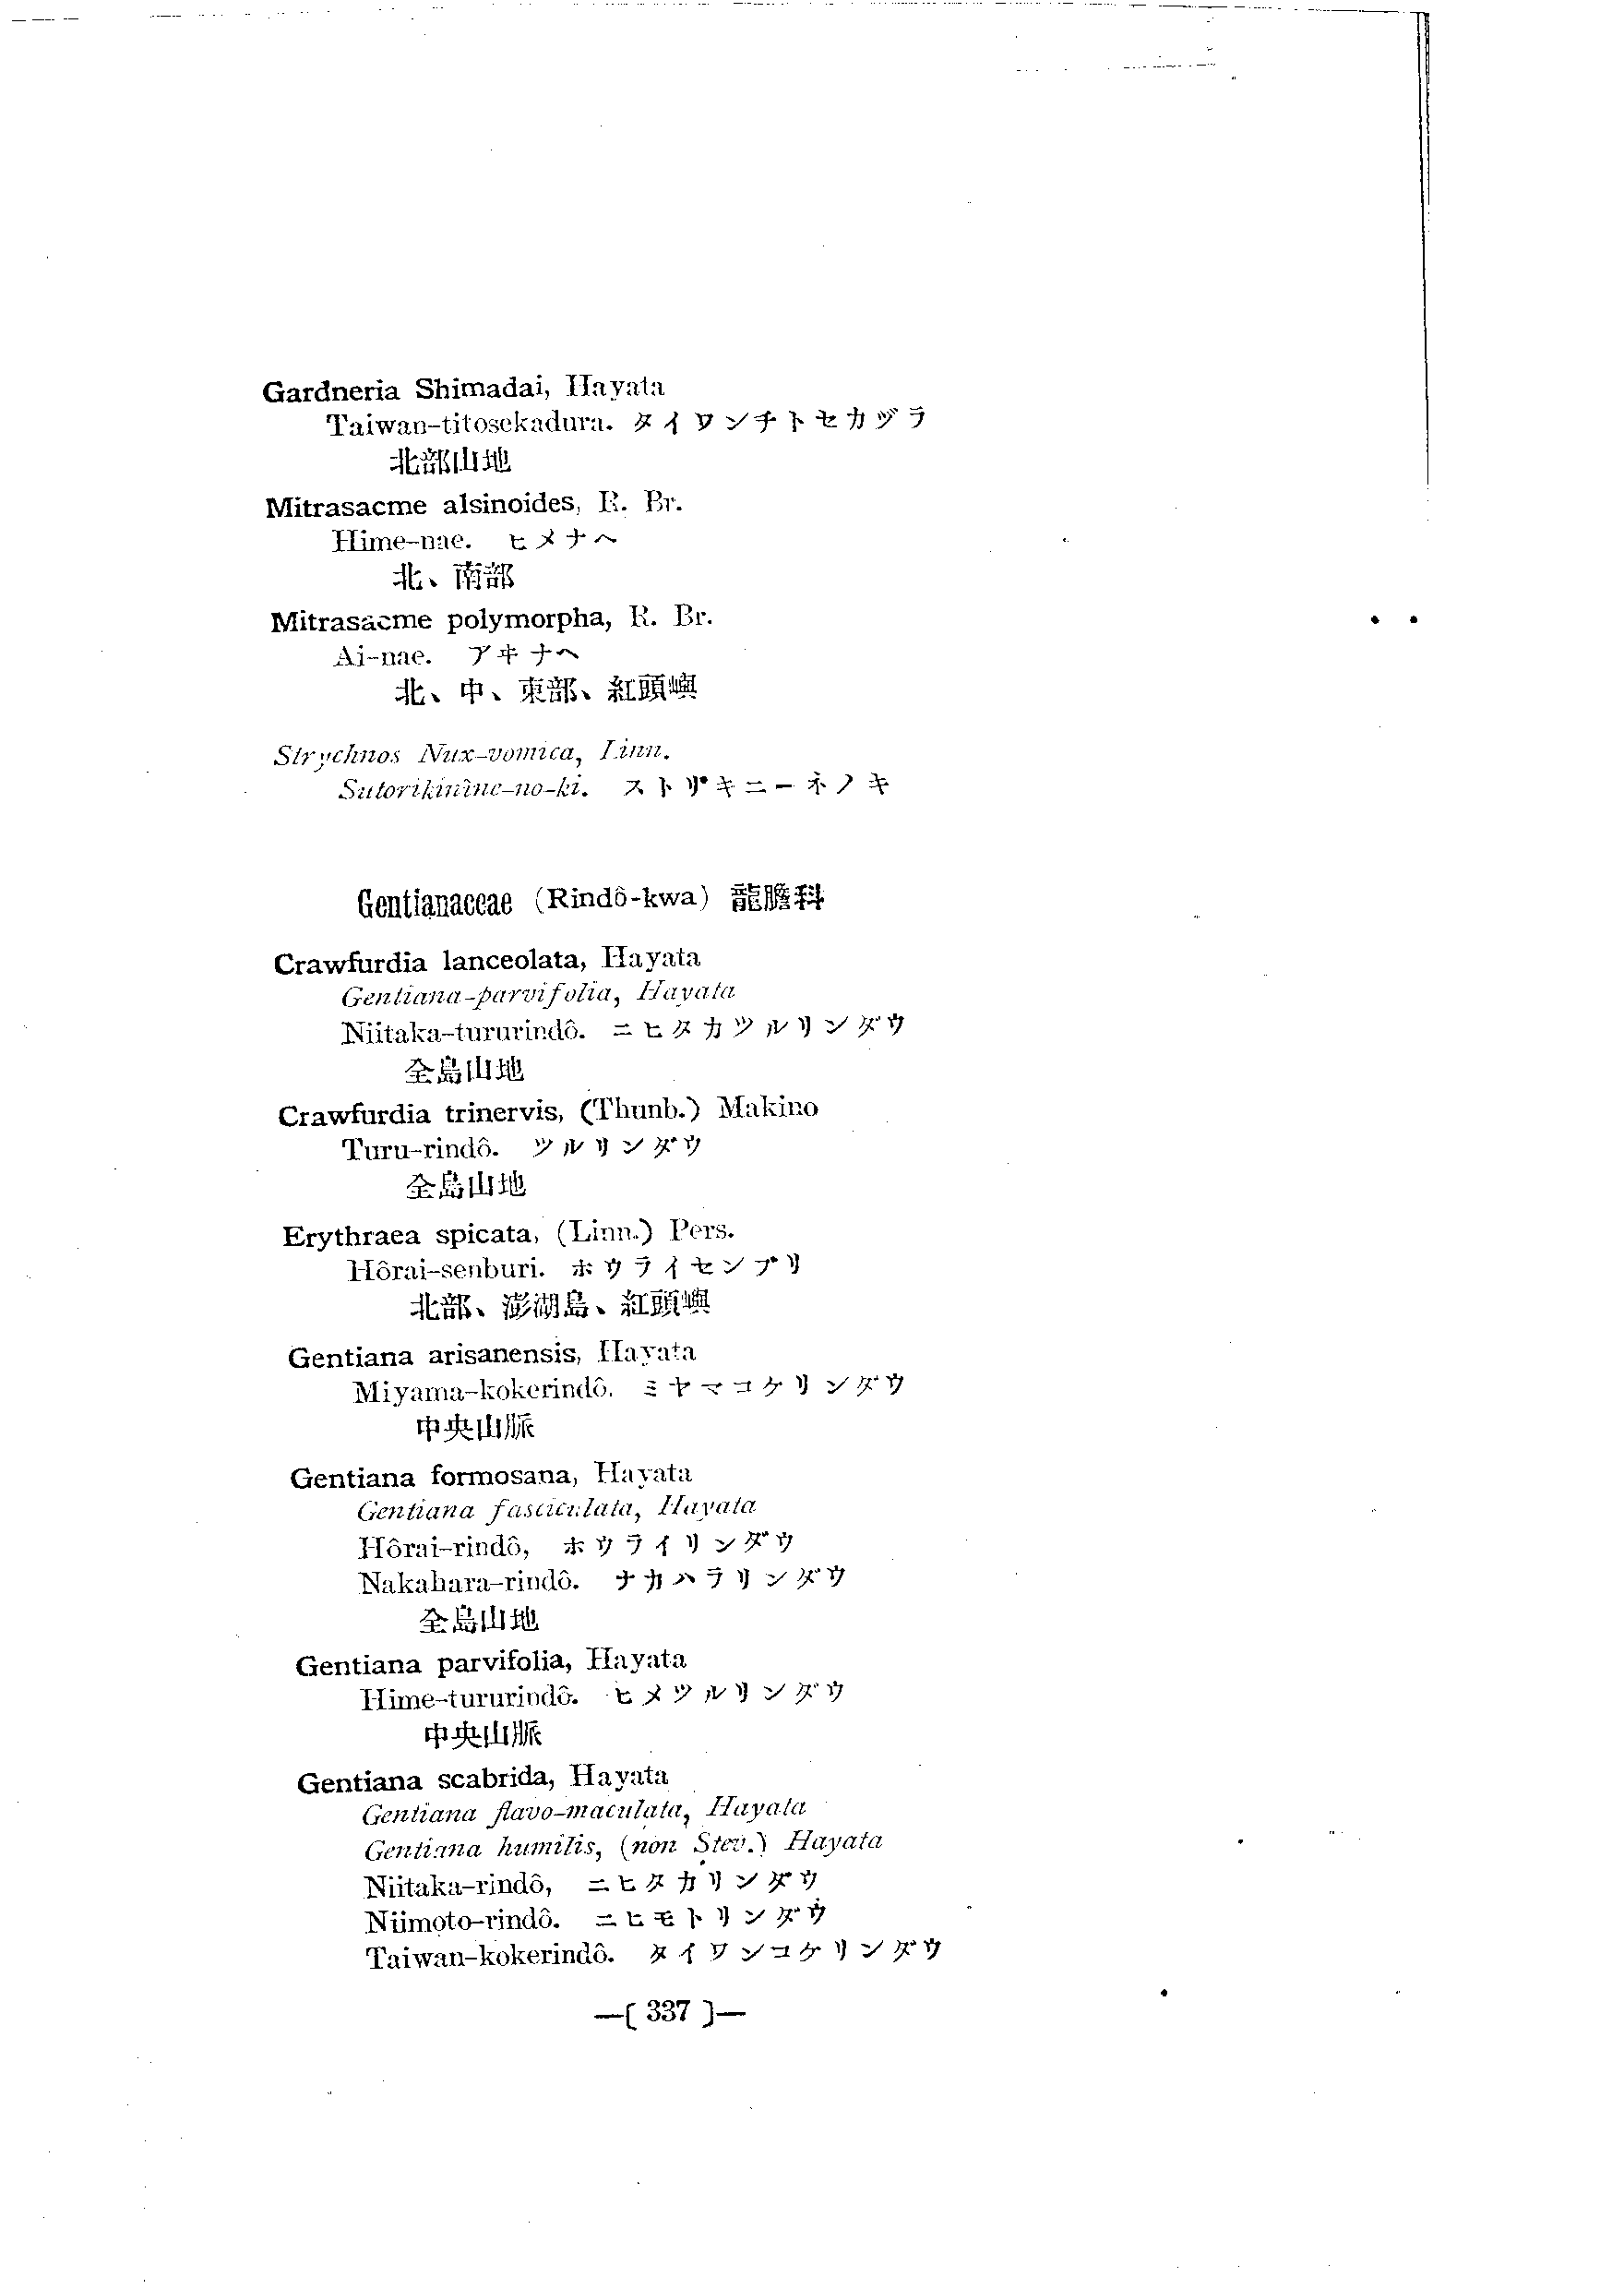 Gardneria Shimadai, Hayata
Taiwan-titosekadura. タイワンチトセカヅラ
北部山地
Mitrasacme alsinoides, R. Br.
Hime-nae. ヒメナヘ
北、南部
Mitrasacme polymorpha, R. Br.
Ai-nae. アヰナヘ
北、中、東部、紅頭嶼
Strychnos Nux-vomica, Linn.
Sutorikinîne-no-ki. ストリキニーネノキ
Gentianaceae (Rindô-kwa) 龍膽科
Crawfurdia lanceolata, Hayata
Gentiana-parvifolia, Hayata
Niitaka-tururindô. ニヒタカツルリンダウ
全島山地
Crawfurdia trinervis, (Thunb.) Makino
Turu-rindô. ツルリンダウ
全島山地
Erythraea spicata, (Linn.) Pers.
Hôrai-senburi. ホウライセンブリ
北部、澎湖島、紅頭嶼
Gentiana arisanensis, Hayata
Miyama-kokerindô. ミヤマコケリンダウ
中央山脈
Gentiana formosana, Hayata
Gentiana fasciculata, Hayata
Hôrai-rindô, ホウライリンダウ
Nakahara-rindô. ナカハラリンダウ
全島山地
Gentiana parvifolia, Hayata
Hime-tururindô. ヒメツルリンダウ
中央山脈
Gentiana scabrida, Hayata
Gentiana flavo-maculata, Hayata
Gentiana humilis, (non Stev.) Hayata
Niitaka-rindô, ニヒタカリンダウ
Niimoto-rindô. ニヒモトリンダウ
Taiwan-kokerindô. タイワンコケリンダウ
—( 337 )—